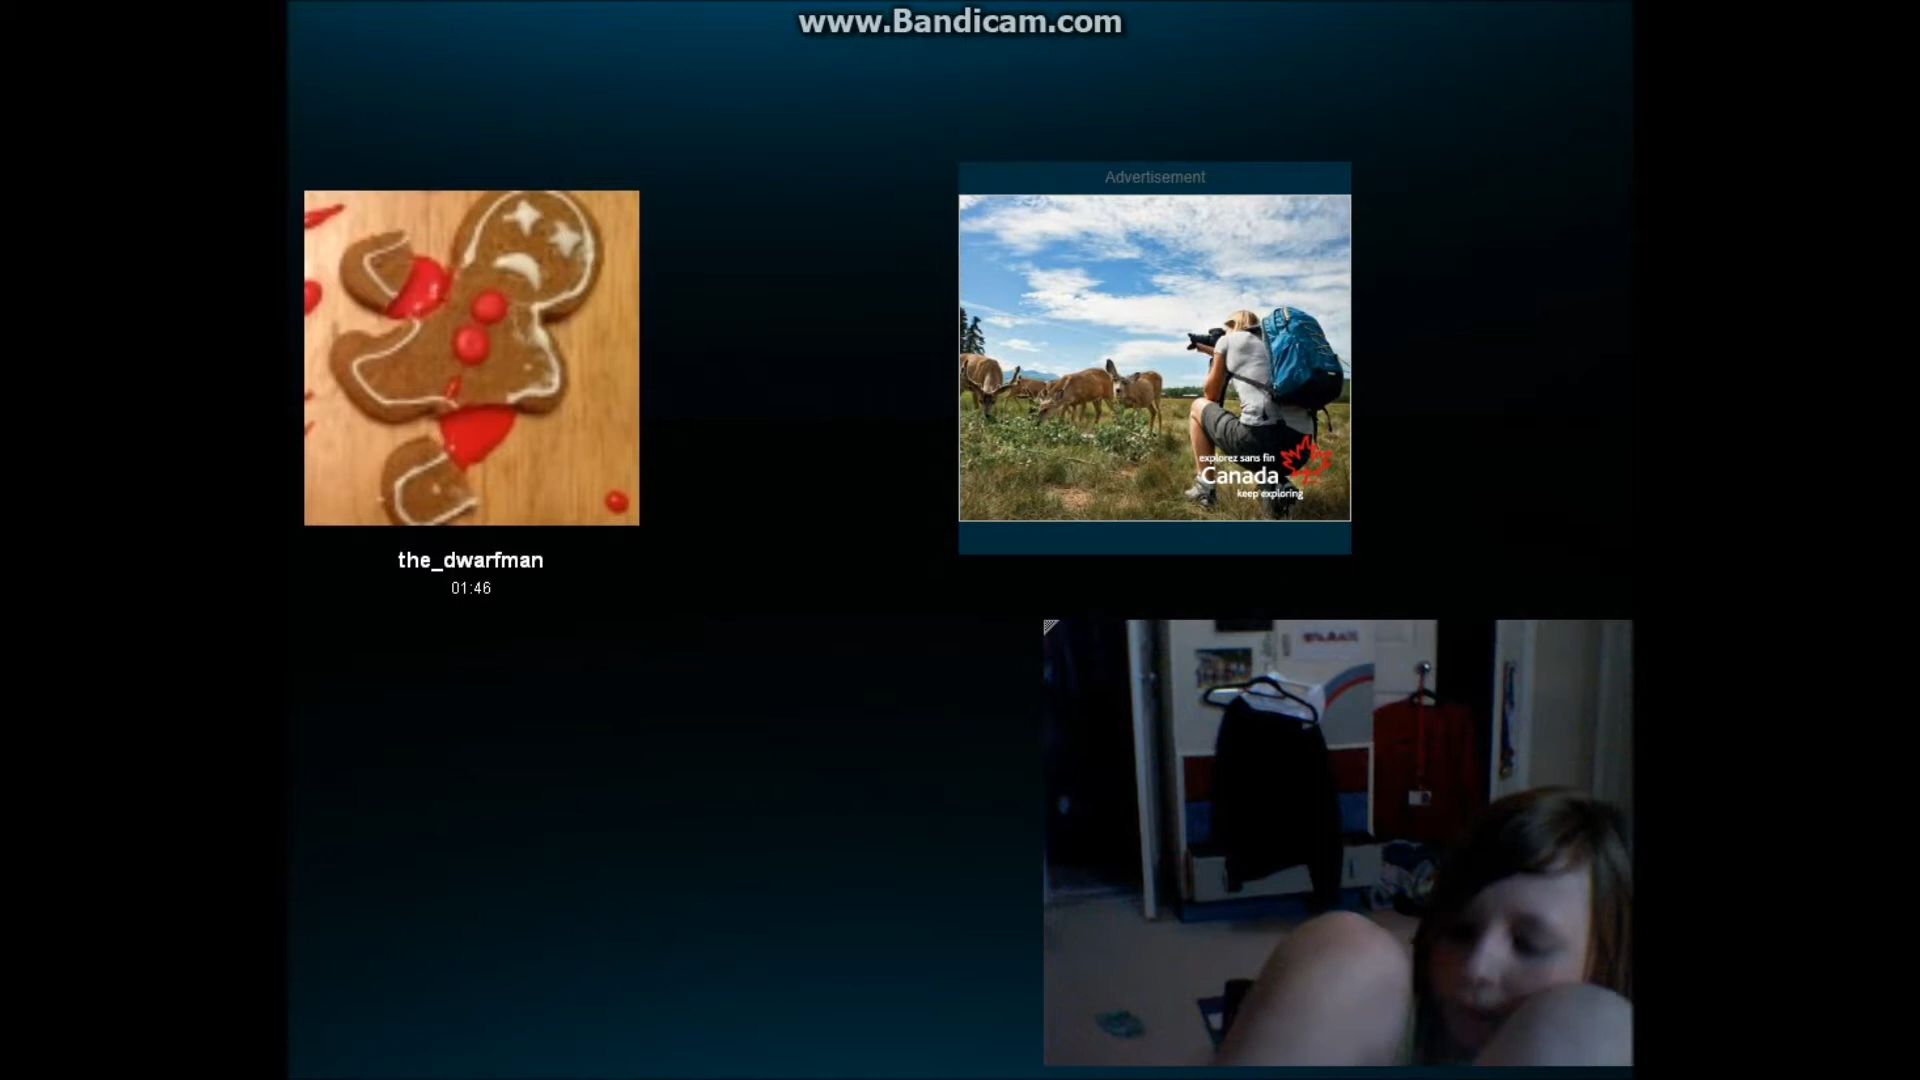 www.Bandicam.com
Advertisement
explorez sans fin
Canada
keep exploring
the_dwarfman
01:46